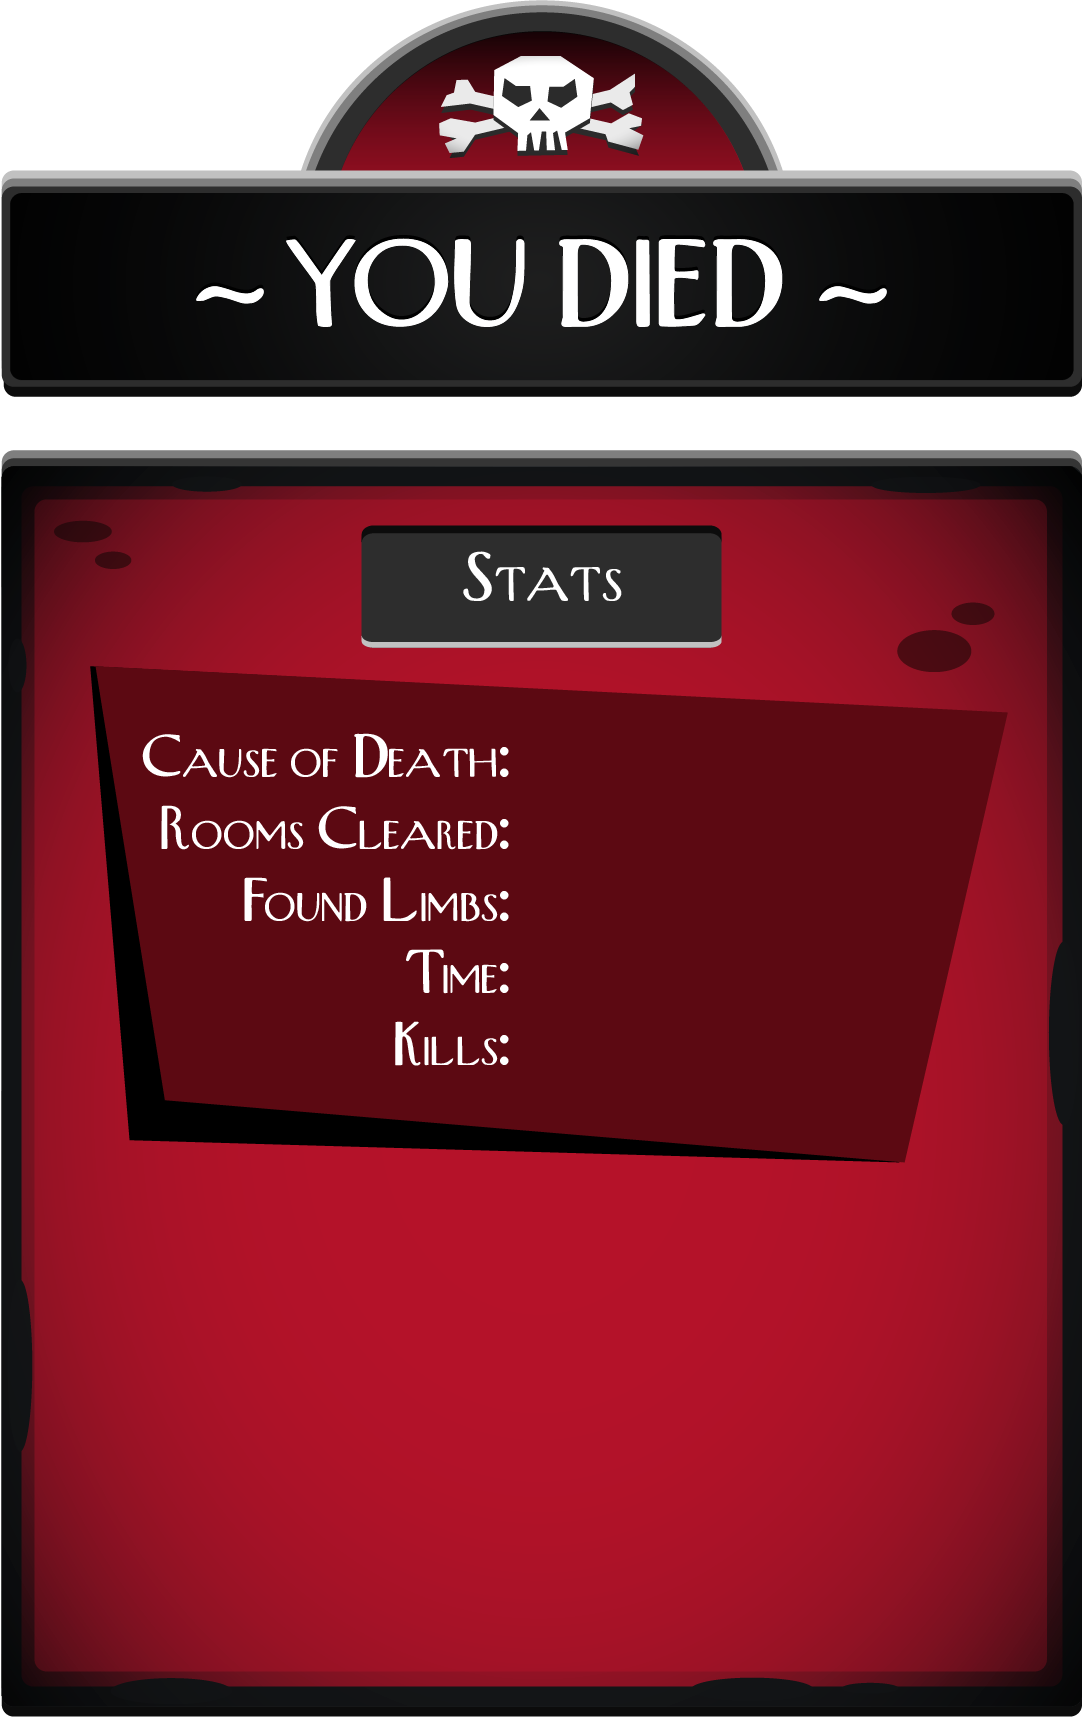 ~ YOU DIED ~
STATS
CAUSE OF DEATH:
ROOMS CLEARED:
FOUND LIMBS:
TIME:
KILLS: